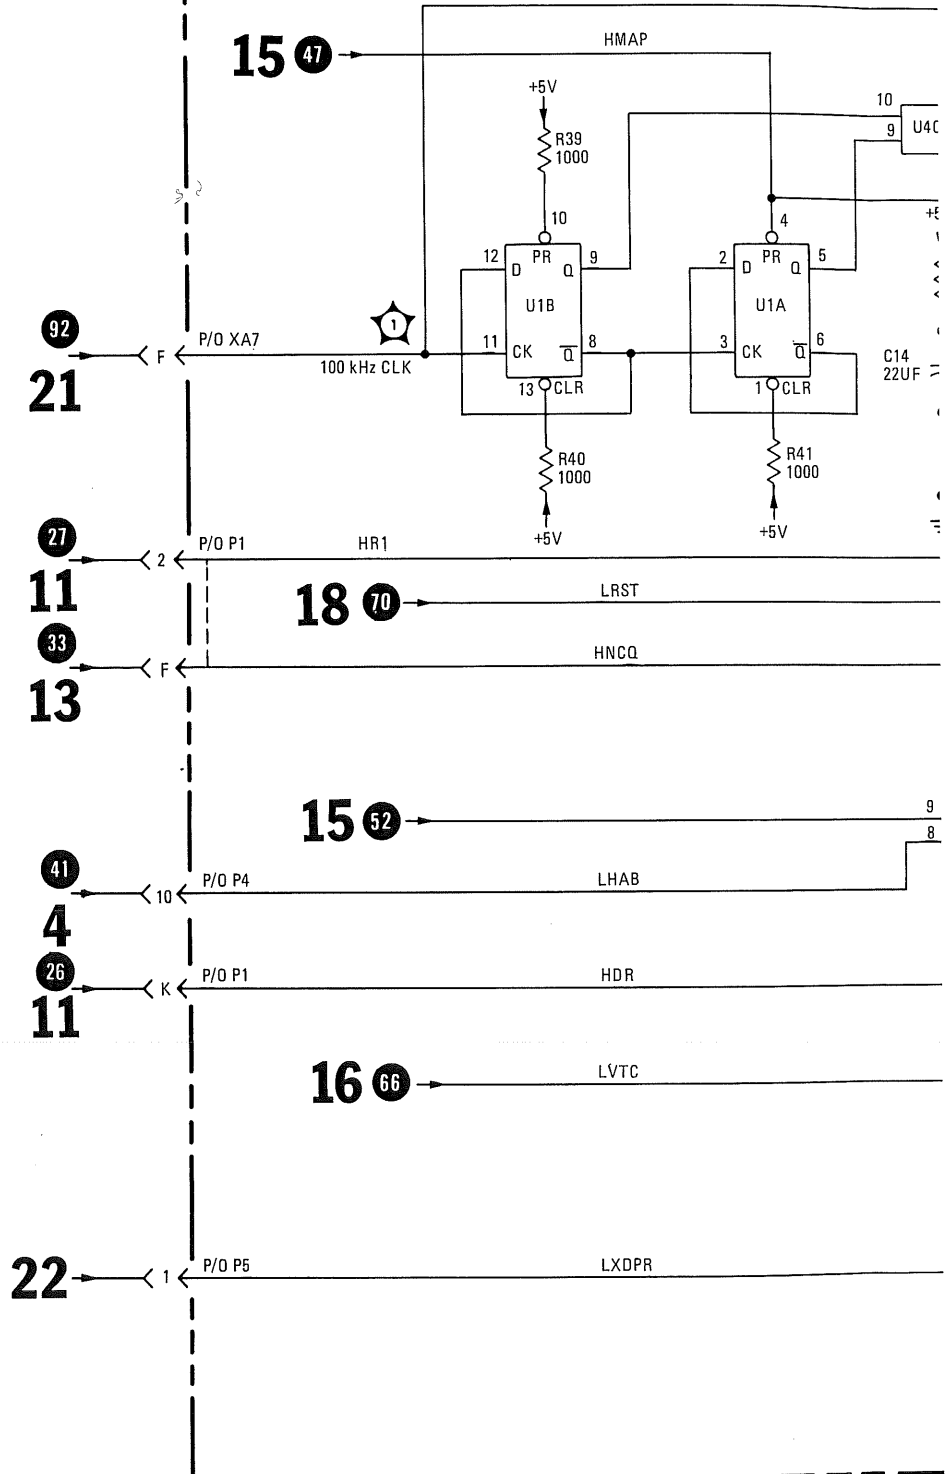 15 47 HMAP
+5V
10
R39
1000
9
U4C
10
4
+5
12 D PR Q 9
2 D PR Q 5
U1B
U1A
92
1
P/O XA7
F
11 CK Q 8
3 CK Q 6
100 kHz CLK
C14
22UF
21
13 CLR
1 CLR
R40
1000
R41
1000
27
+5V
+5V
P/O P1
HR1
2
11
18 70 LRST
33
HNCQ
F
13
15 52
9
8
41
P/O P4
LHAB
10
4
26
P/O P1
HDR
K
11
16 66 LVTC
P/O P5
LXDPR
22 1